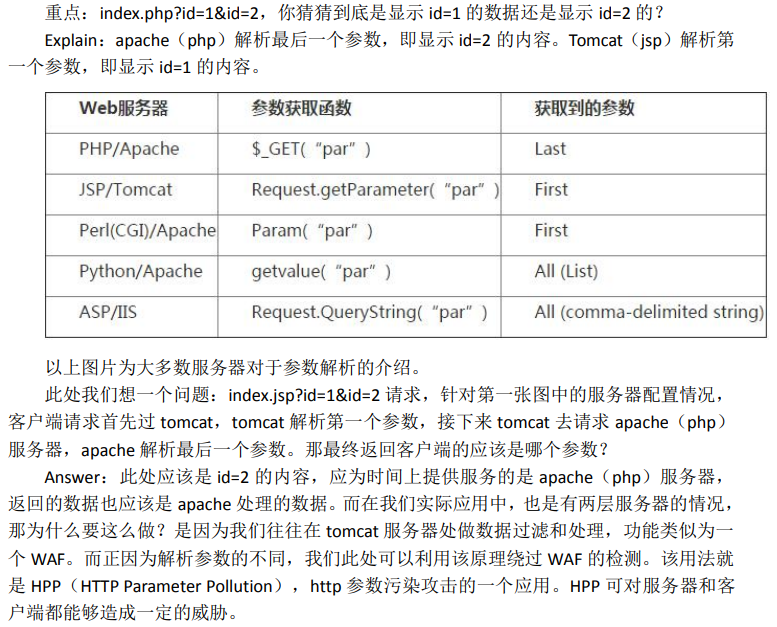 重点：index.php?id=1&id=2，你猜猜到底是显示 id=1 的数据还是显示 id=2 的？
Explain：apache（php）解析最后一个参数，即显示 id=2 的内容。Tomcat（jsp）解析第
一个参数，即显示 id=1 的内容。
Web服务器 参数获取函数 获取到的参数
PHP/Apache $_GET(“par”) Last
JSP/Tomcat Request.getParameter(“par”) First
Perl(CGI)/Apache Param(“par”) First
Python/Apache getvalue(“par”) All (List)
ASP/IIS Request.QueryString(“par”) All (comma-delimited string)
以上图片为大多数服务器对于参数解析的介绍。
此处我们想一个问题：index.jsp?id=1&id=2 请求，针对第一张图中的服务器配置情况，
客户端请求首先过 tomcat，tomcat 解析第一个参数，接下来 tomcat 去请求 apache（php）
服务器，apache 解析最后一个参数。那最终返回客户端的应该是哪个参数？
Answer：此处应该是 id=2 的内容，应为时间上提供服务的是 apache（php）服务器，
返回的数据也应该是 apache 处理的数据。而在我们实际应用中，也是有两层服务器的情况，
那为什么要这么做？是因为我们往往在 tomcat 服务器处做数据过滤和处理，功能类似为一
个 WAF。而正因为解析参数的不同，我们此处可以利用该原理绕过 WAF 的检测。该用法就
是 HPP（HTTP Parameter Pollution），http 参数污染攻击的一个应用。HPP 可对服务器和客
户端都能够造成一定的威胁。